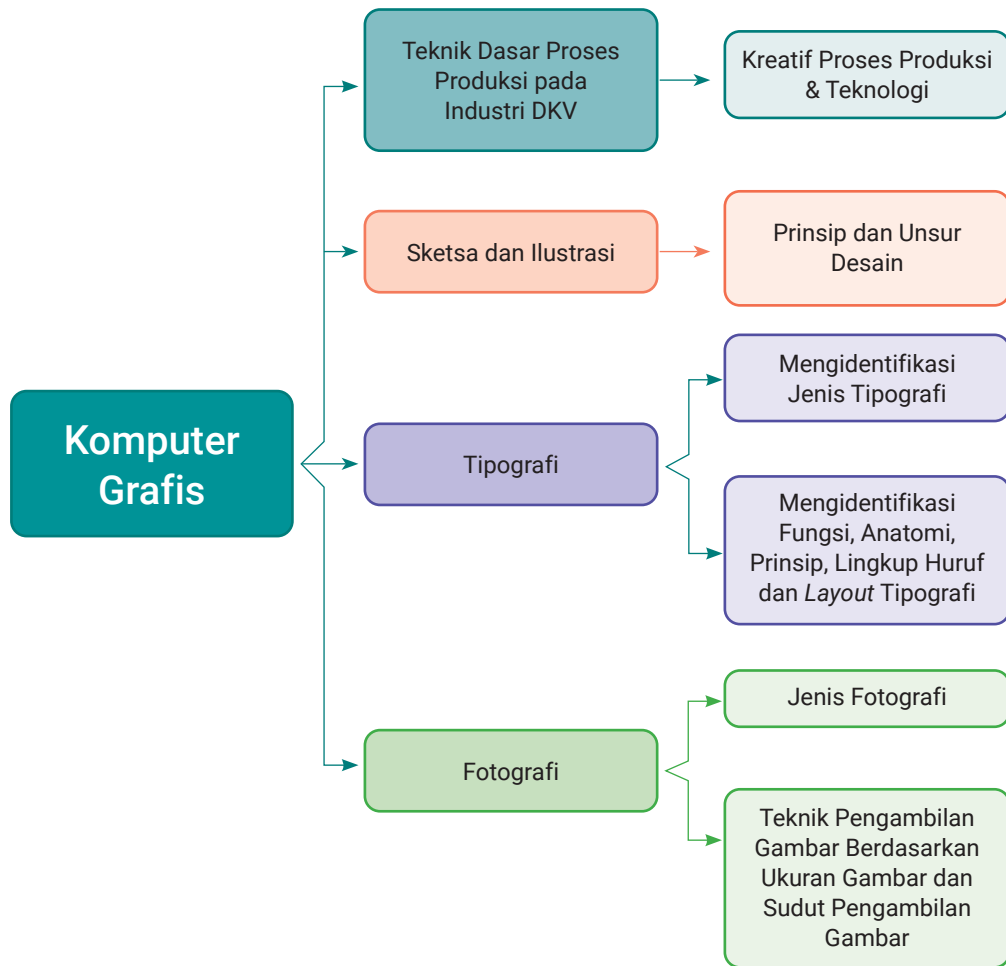 Komputer
Grafis
Teknik Dasar Proses
Produksi pada
Industri DKV
Kreatif Proses Produksi
& Teknologi
Sketsa dan Ilustrasi
Prinsip dan Unsur
Desain
Tipografi
Mengidentifikasi
Jenis Tipografi
Mengidentifikasi
Fungsi, Anatomi,
Prinsip, Lingkup Huruf
dan Layout Tipografi
Fotografi
Jenis Fotografi
Teknik Pengambilan
Gambar Berdasarkan
Ukuran Gambar dan
Sudut Pengambilan
Gambar